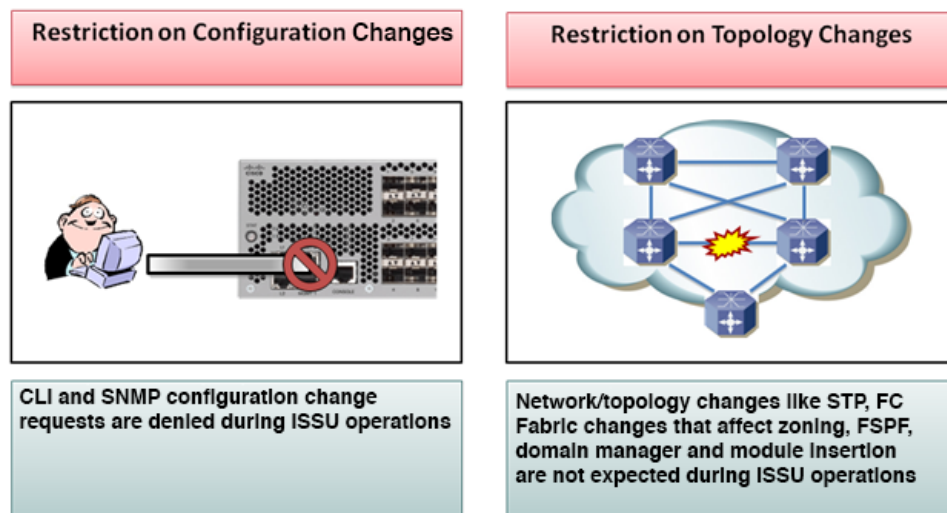 Restriction on Configuration Changes
Restriction on Topology Changes
CLI and SNMP configuration change
requests are denied during ISSU operations
Network/topology changes like STP, FC
Fabric changes that affect zoning, FSPF,
domain manager and module insertion
are not expected during ISSU operations
CISCO
CONSOLE